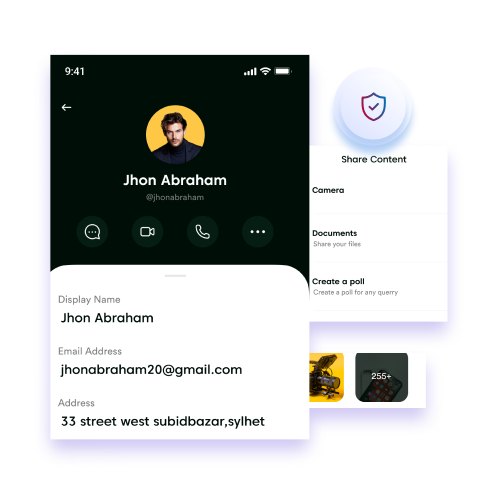 9:41
Jhon Abraham
@jhonabraham
Display Name
Jhon Abraham
Email Address
jhonabraham20@gmail.com
Address
33 street west subidbazar,sylhet
Share Content
Camera
Documents
Share your files
Create a poll
Create a poll for any querry
255+